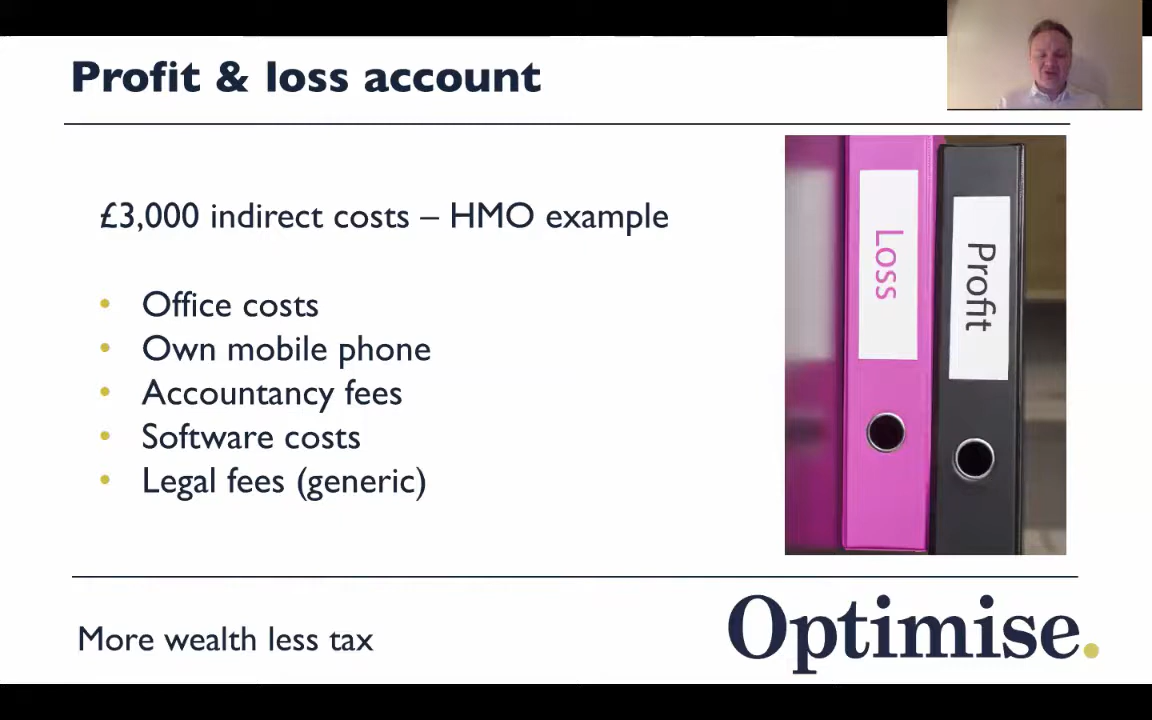 Profit & loss account
£3,000 indirect costs – HMO example
• Office costs
• Own mobile phone
• Accountancy fees
• Software costs
• Legal fees (generic)
Loss
Profit
More wealth less tax
Optimise.